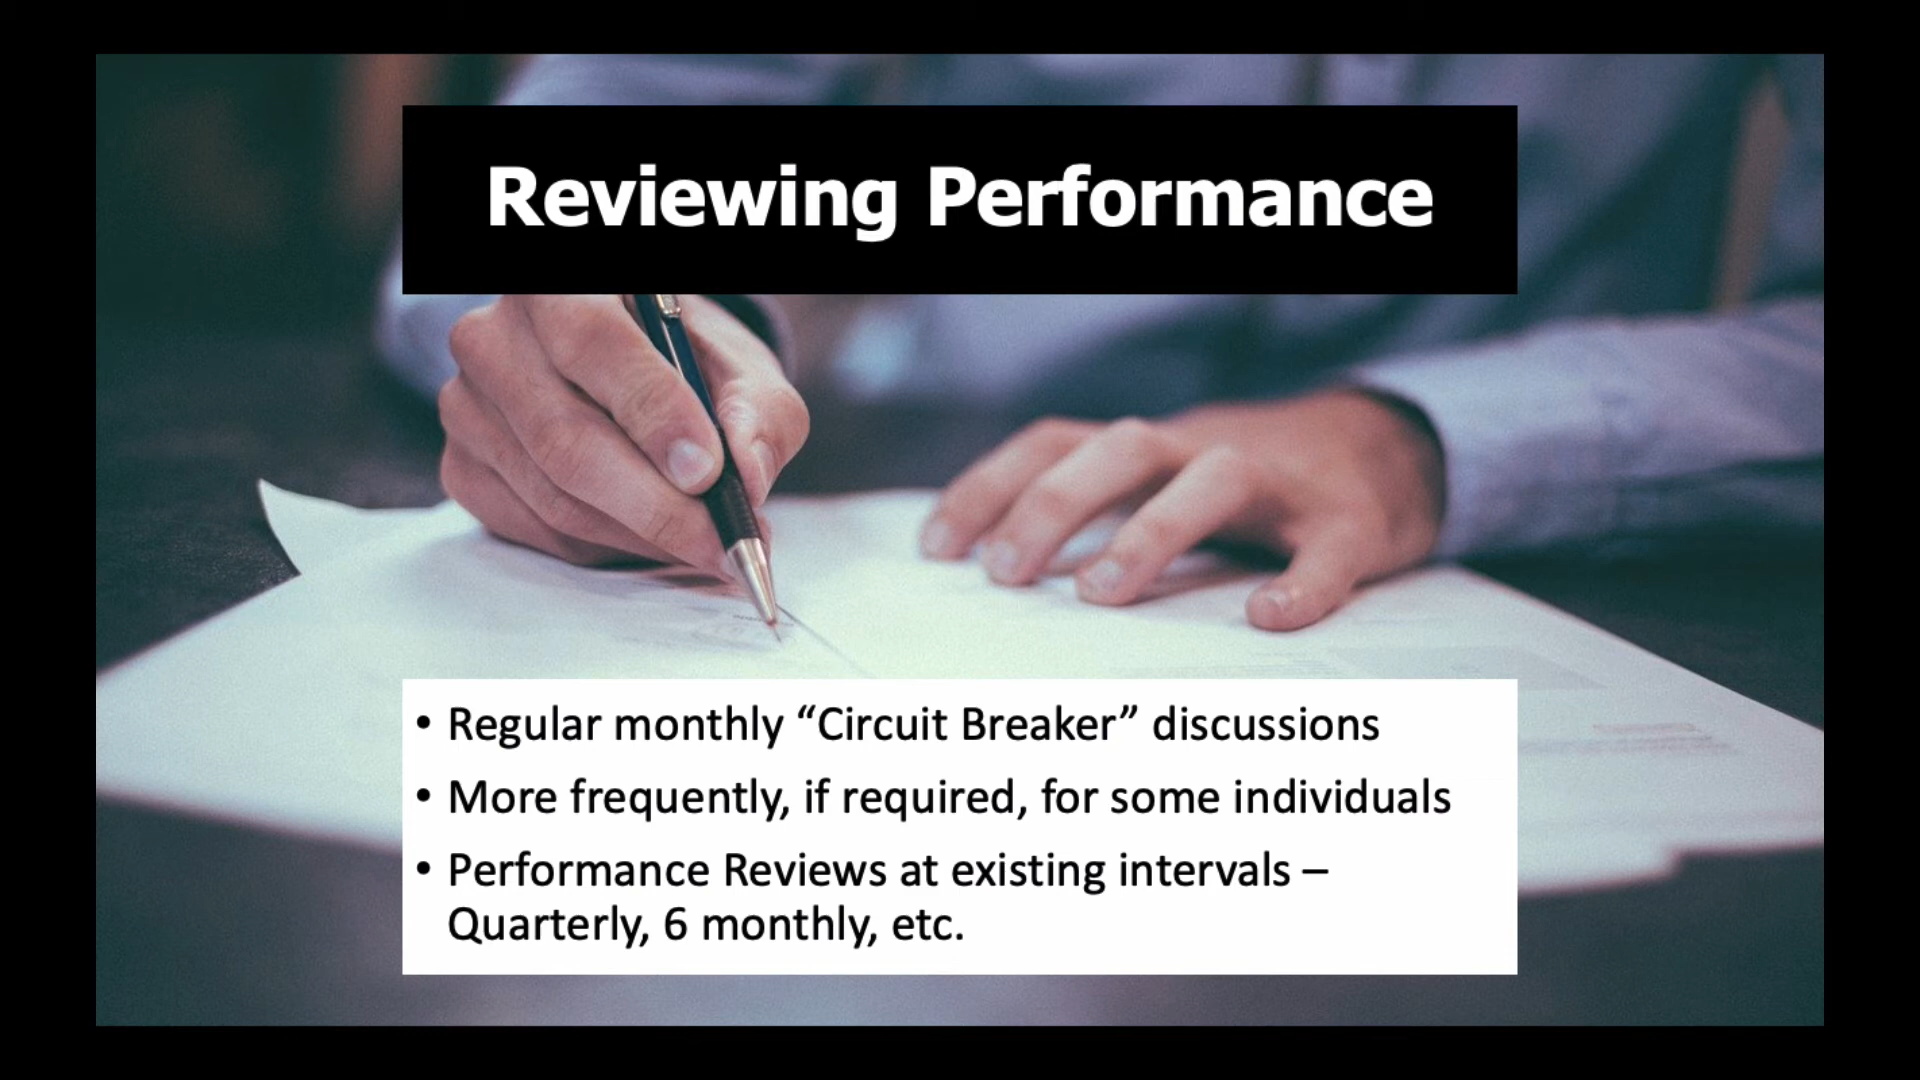 Reviewing Performance
• Regular monthly “Circuit Breaker” discussions
• More frequently, if required, for some individuals
• Performance Reviews at existing intervals –
Quarterly, 6 monthly, etc.